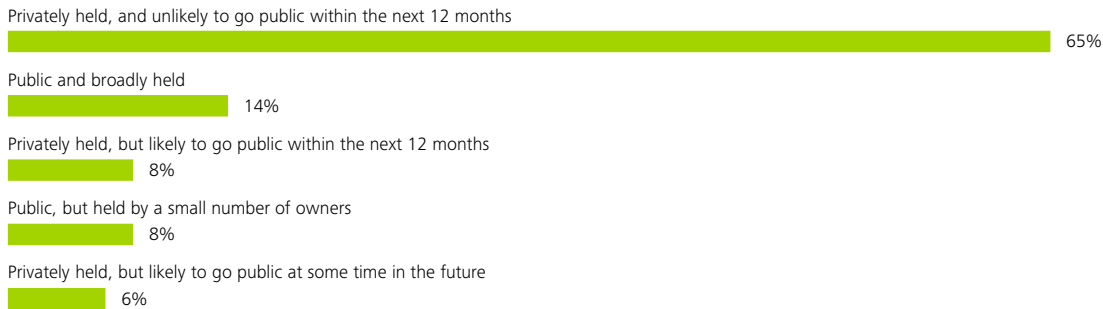 Privately held, and unlikely to go public within the next 12 months
65%
Public and broadly held
14%
Privately held, but likely to go public within the next 12 months
8%
Public, but held by a small number of owners
8%
Privately held, but likely to go public at some time in the future
6%